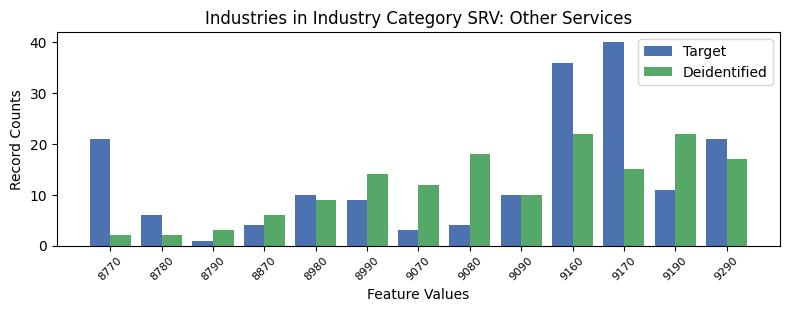 Industries in Industry Category SRV: Other Services
Target
Deidentified
Record Counts
40
30
20
10
0
8770 8780 8790 8870 8980 8990 9070 9080 9090 9160 9170 9190 9290
Feature Values